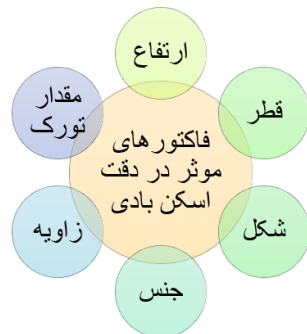 ارتفاع
قطر
شکل
جنس
زاویه
مقدار
تورک
فاکتورهای
موثر در دقت
اسکن بادی